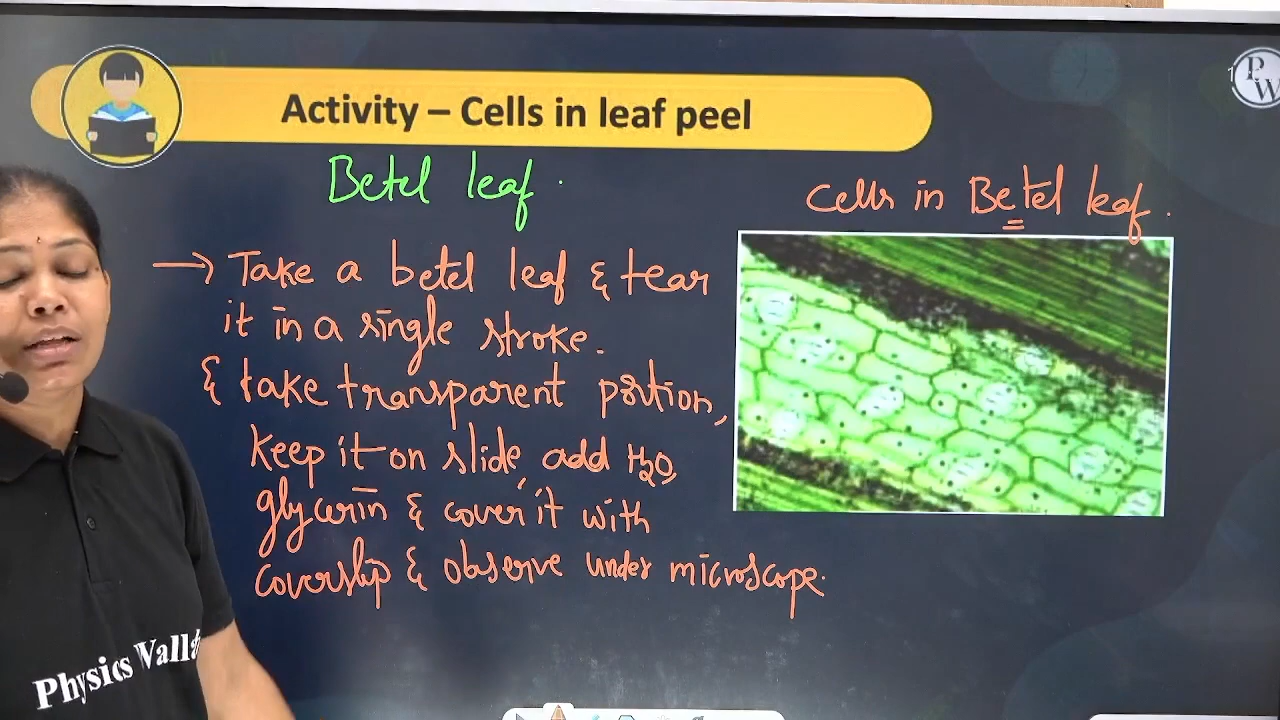 Activity – Cells in leaf peel
PW
Betel leaf.
Cells in Betel leaf.
→ Take a betel leaf & tear
it in a single stroke.
& take transparent portion,
keep it on slide, add H₂O,
glycerin & cover it with
coverslip & observe under microscope.
Physics Walla